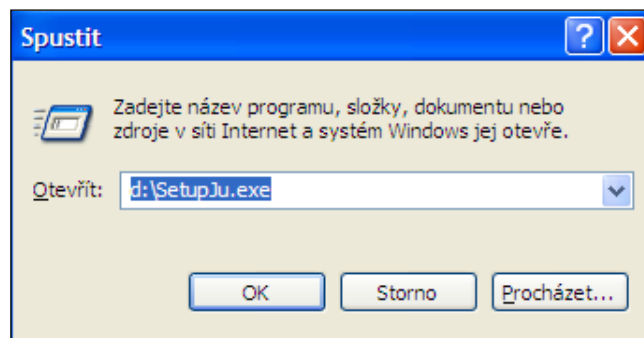 Spustit
Zadejte název programu, složky, dokumentu nebo
zdroje v síti Internet a systém Windows jej otevře.
Otevřít:
d:\SetupJu.exe
OK
Storno
Procházet...